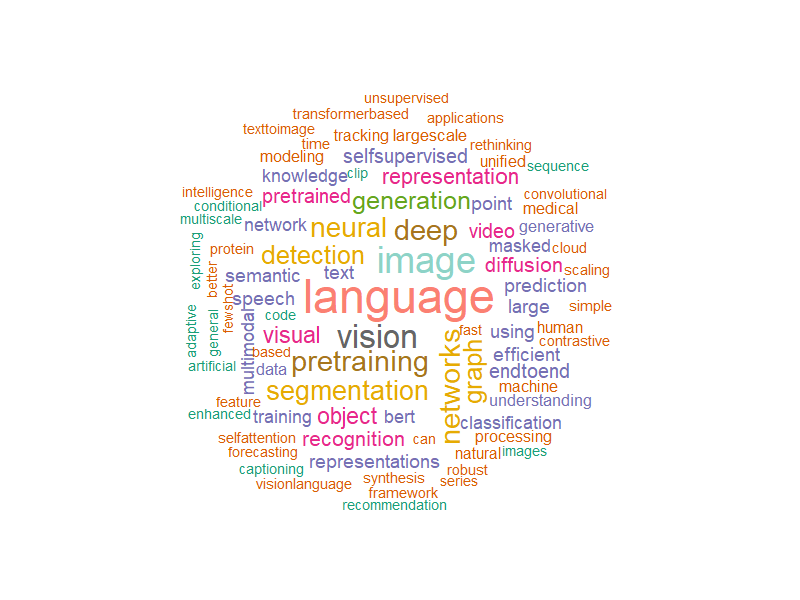 unsupervised
transformerbased
applications
texttoimage
tracking
largescale
time
rethinking
modeling
selfsupervised
unified
sequence
knowledge
clip
representation
intelligence
pretrained
generation
point
convolutional
conditional
medical
multiscale
network
neural
deep
video
generative
exploring
protein
detection
image
masked
cloud
better
semantic
text
diffusion
scaling
speech
language
prediction
fewshot
code
large
simple
adaptive
general
multimodal
visual
vision
networks
fast
using
human
contrastive
based
artificial
data
pretraining
graph
efficient
endtoend
machine
feature
segmentation
understanding
enhanced
training
object
bert
classification
selfattention
recognition
can
processing
forecasting
natural
images
captioning
representations
robust
visionlanguage
synthesis
series
framework
recommendation